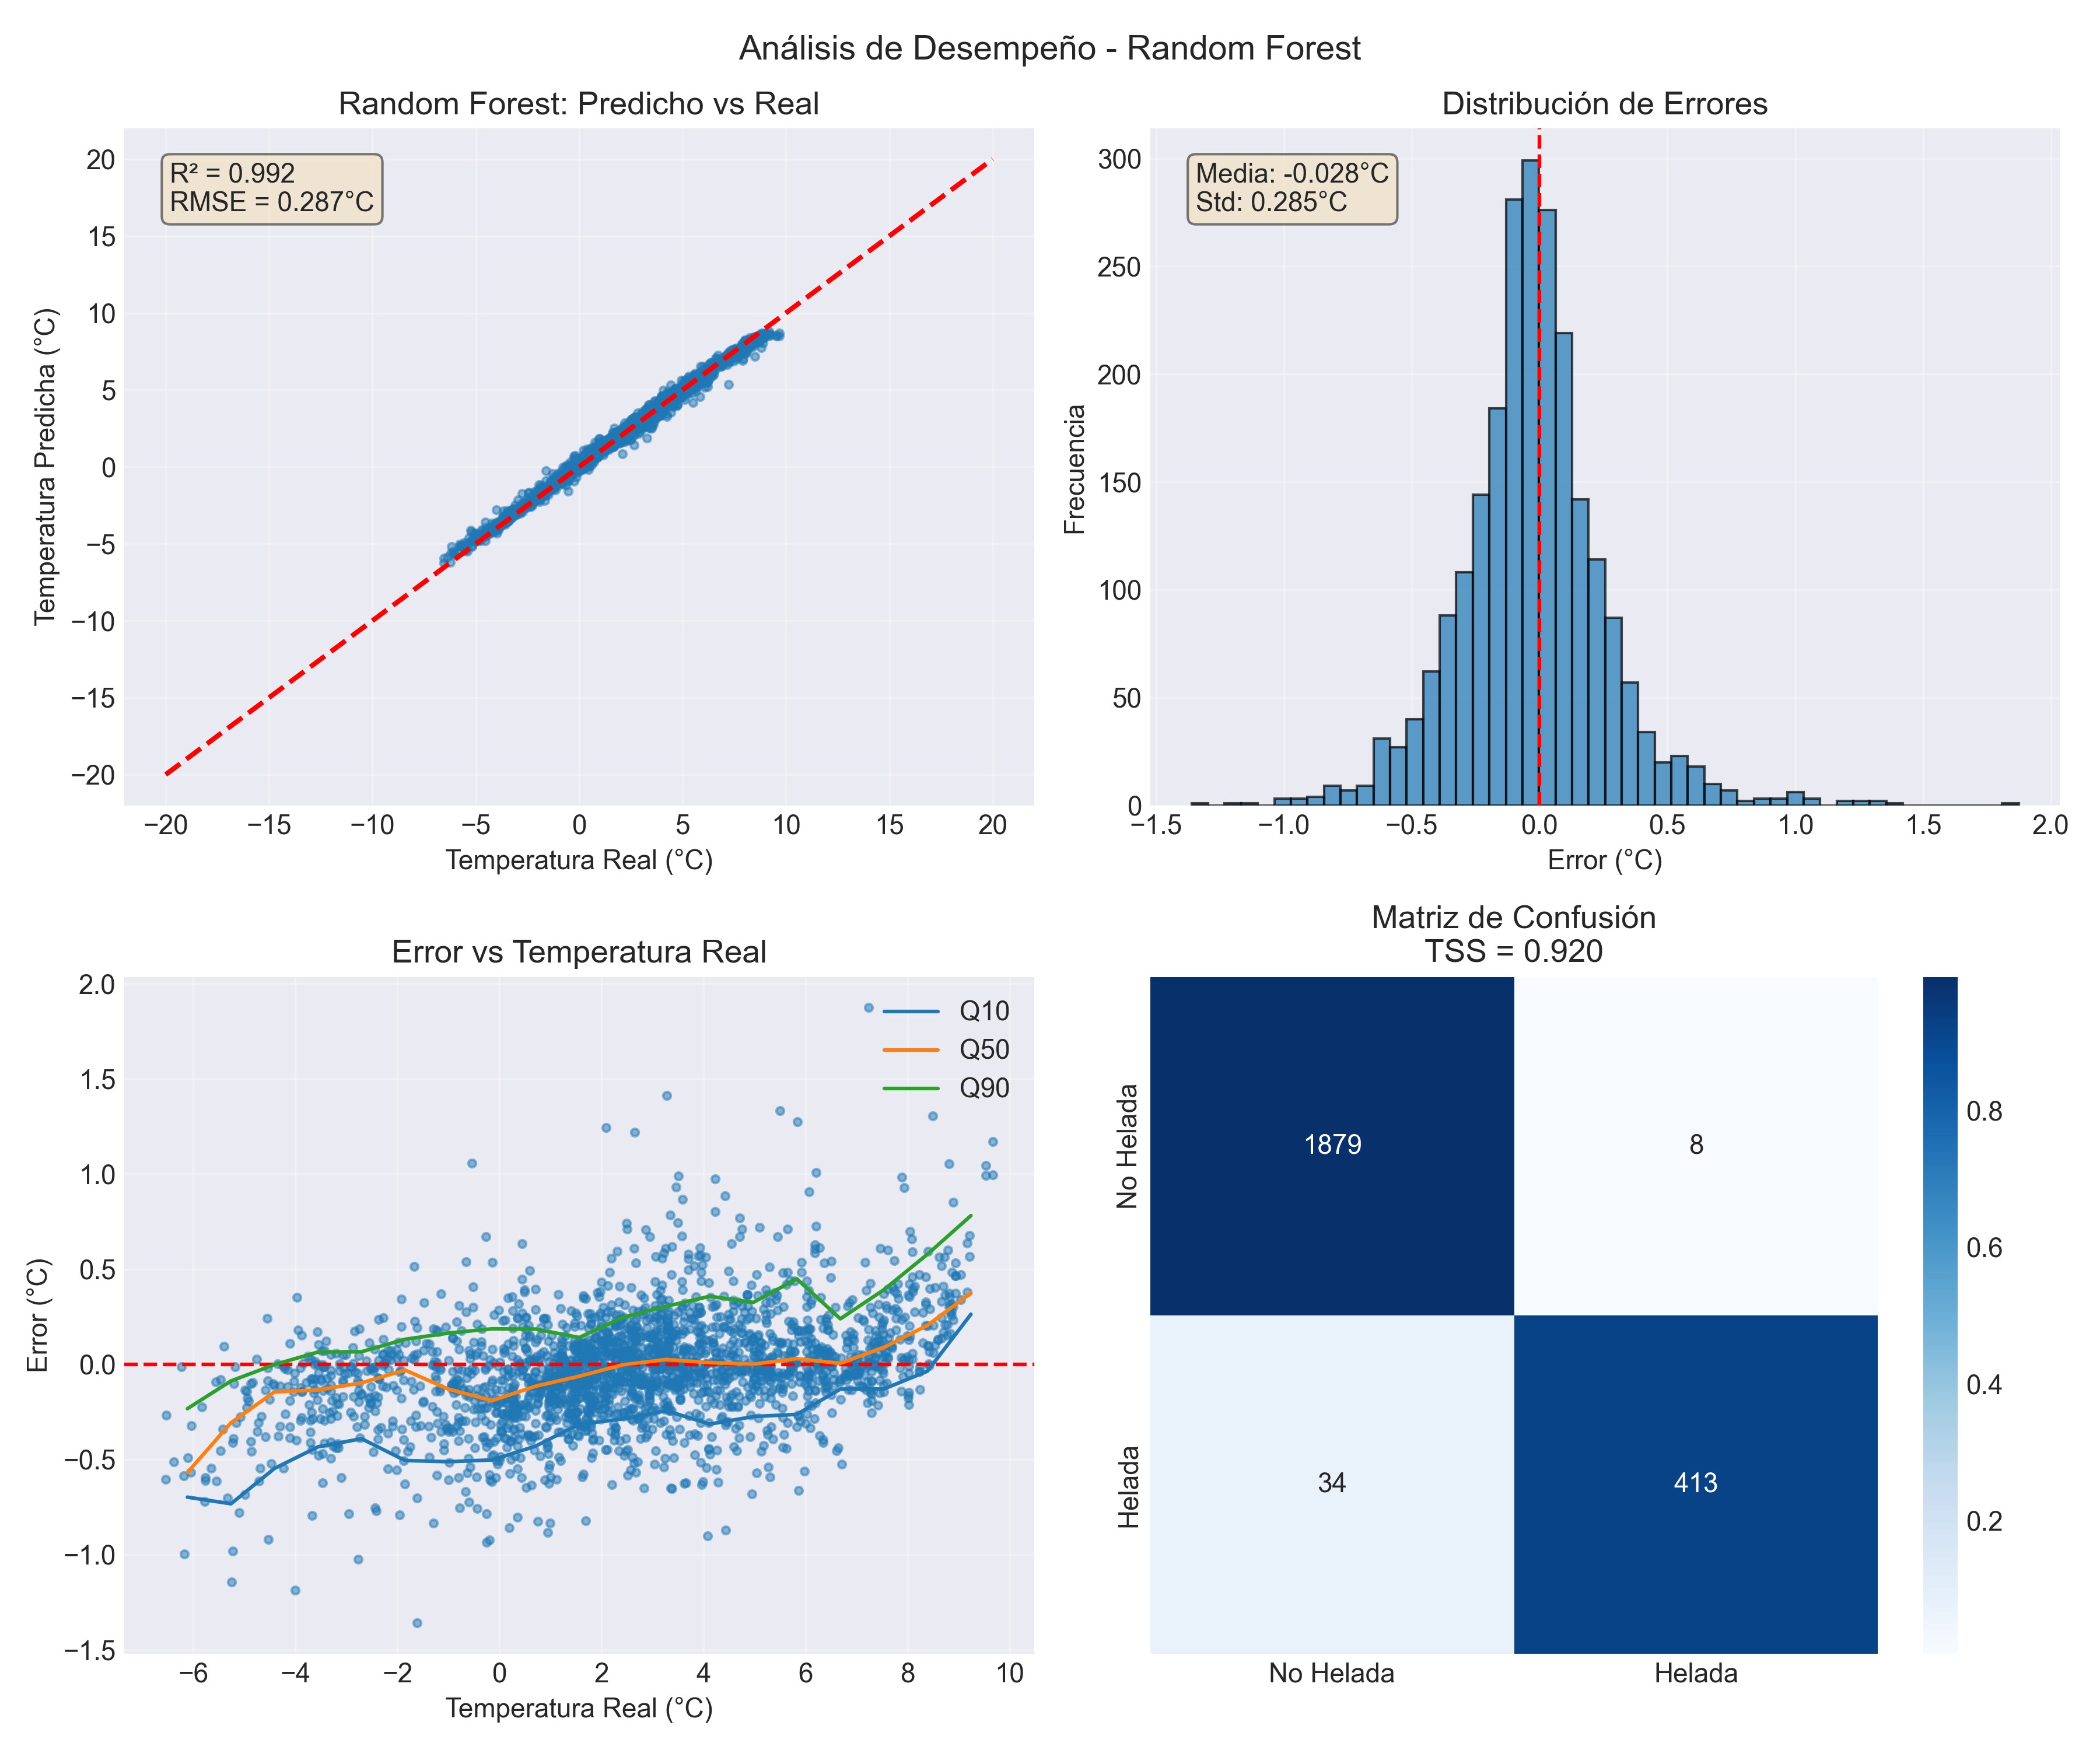 Análisis de Desempeño - Random Forest
Random Forest: Predicho vs Real
R² = 0.992
RMSE = 0.287°C
20
15
10
5
0
−5
−10
−15
−20
Temperatura Predicha (°C)
−20 −15 −10 −5 0 5 10 15 20
Temperatura Real (°C)
Distribución de Errores
Media: -0.028°C
Std: 0.285°C
300
250
200
150
100
50
0
Frecuencia
−1.5 −1.0 −0.5 0.0 0.5 1.0 1.5 2.0
Error (°C)
Error vs Temperatura Real
Q10
Q50
Q90
2.0
1.5
1.0
0.5
0.0
−0.5
−1.0
−1.5
Error (°C)
−6 −4 −2 0 2 4 6 8 10
Temperatura Real (°C)
Matriz de Confusión
TSS = 0.920
No Helada
1879 8
Helada
34 413
No Helada Helada
0.8
0.6
0.4
0.2